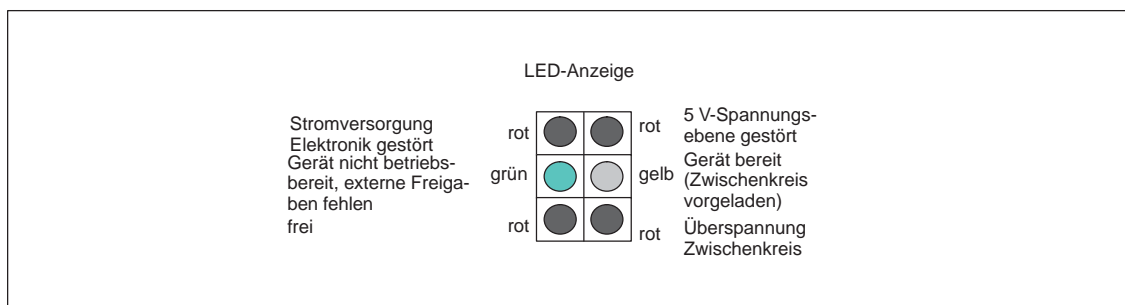 LED-Anzeige
Stromversorgung
Elektronik gestört
Gerät nicht betriebs-
bereit, externe Freiga-
ben fehlen
frei
rot
grün
rot
rot
gelb
rot
5 V-Spannungs-
ebene gestört
Gerät bereit
(Zwischenkreis
vorgeladen)
Überspannung
Zwischenkreis